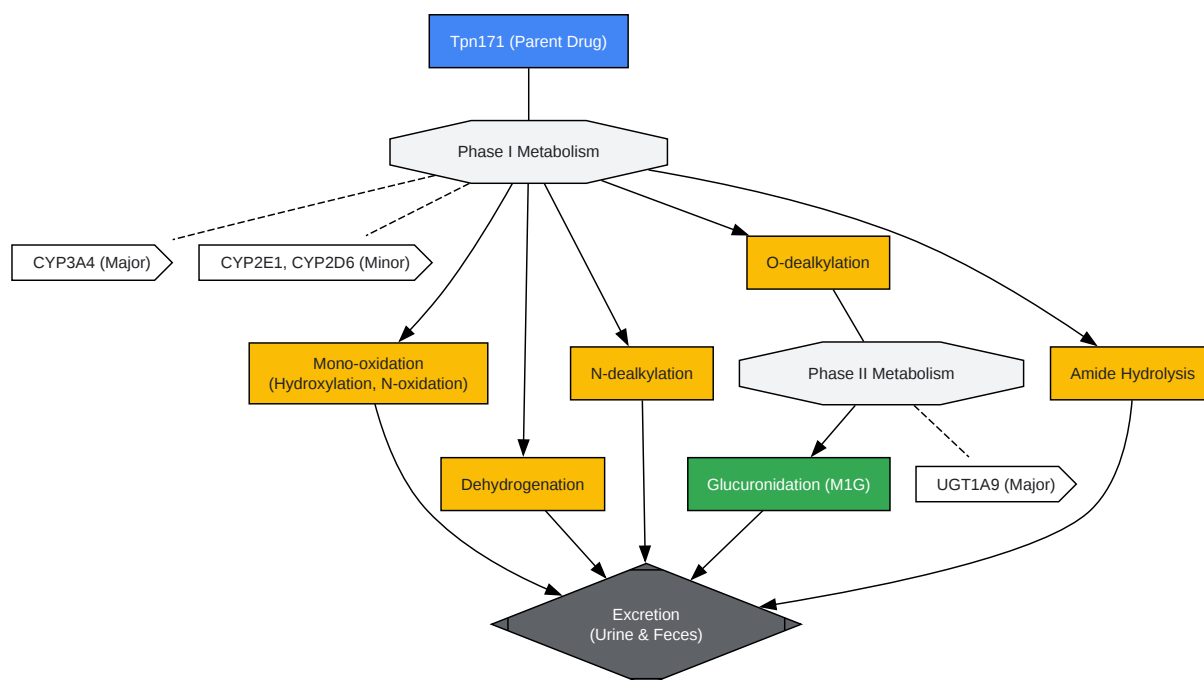 Tpn171 (Parent Drug)
Phase I Metabolism
CYP3A4 (Major)
CYP2E1, CYP2D6 (Minor)
O-dealkylation
Mono-oxidation
(Hydroxylation, N-oxidation)
N-dealkylation
Phase II Metabolism
Amide Hydrolysis
Dehydrogenation
Glucuronidation (M1G)
UGT1A9 (Major)
Excretion
(Urine & Feces)